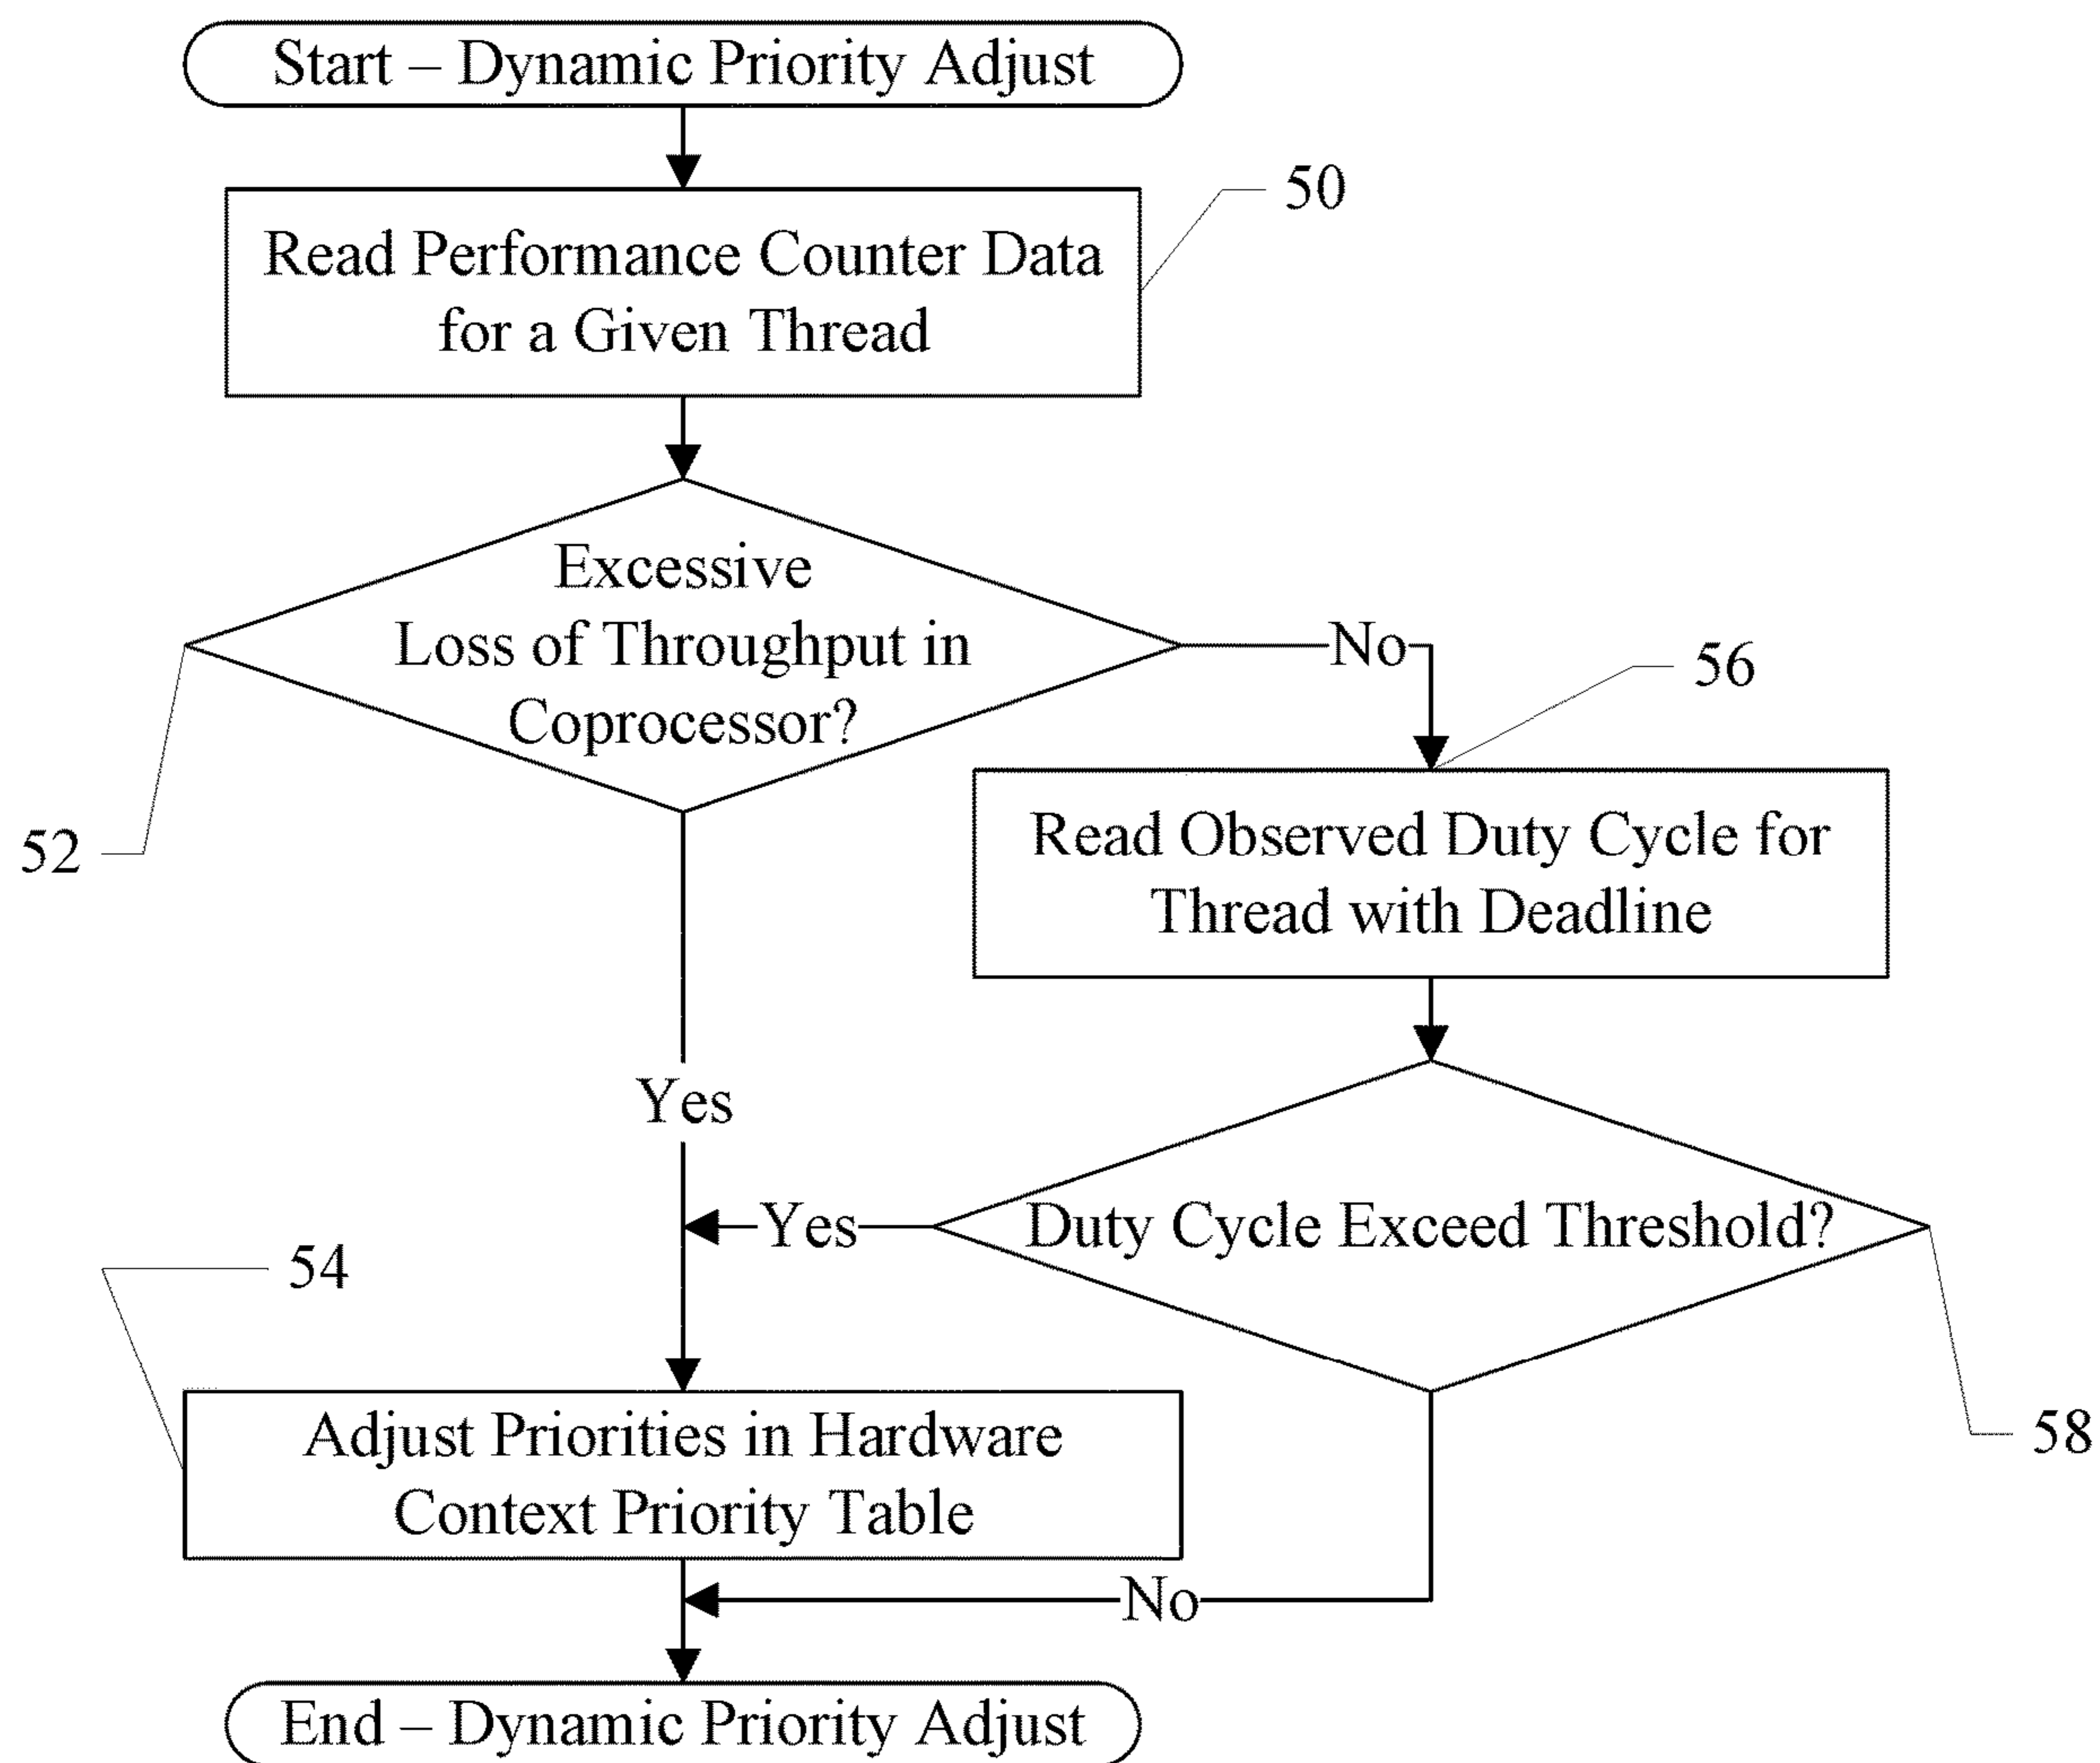 Start – Dynamic Priority Adjust
50
Read Performance Counter Data
for a Given Thread
Excessive
Loss of Throughput in
Coprocessor?
No
56
52
Read Observed Duty Cycle for
Thread with Deadline
Yes
Yes
Duty Cycle Exceed Threshold?
54
58
Adjust Priorities in Hardware
Context Priority Table
No
End – Dynamic Priority Adjust